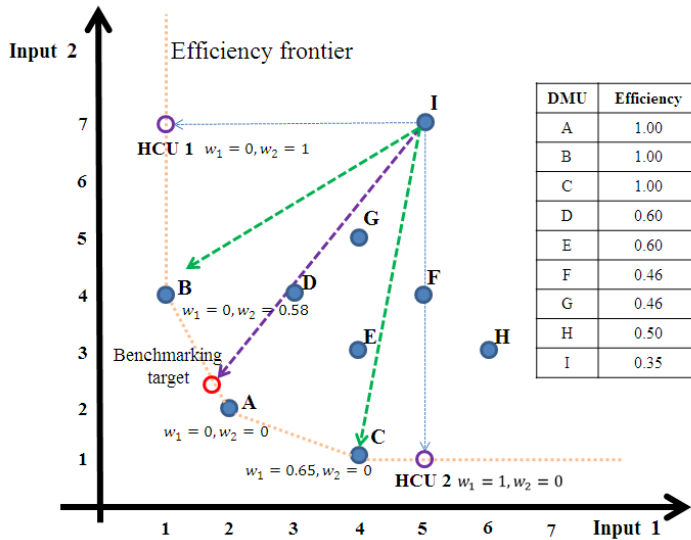 Input 2
Efficiency frontier
I
7
HCU 1 w₁ = 0, w₂ = 1
6
G
5
4
B
D
F
w₁ = 0, w₂ = 0.58
3
E
H
Benchmarking
target
2
A
w₁ = 0, w₂ = 0
C
1
w₁ = 0.65, w₂ = 0
HCU 2 w₁ = 1, w₂ = 0
1 2 3 4 5 6 7 Input 1
DMU Efficiency
A 1.00
B 1.00
C 1.00
D 0.60
E 0.60
F 0.46
G 0.46
H 0.50
I 0.35